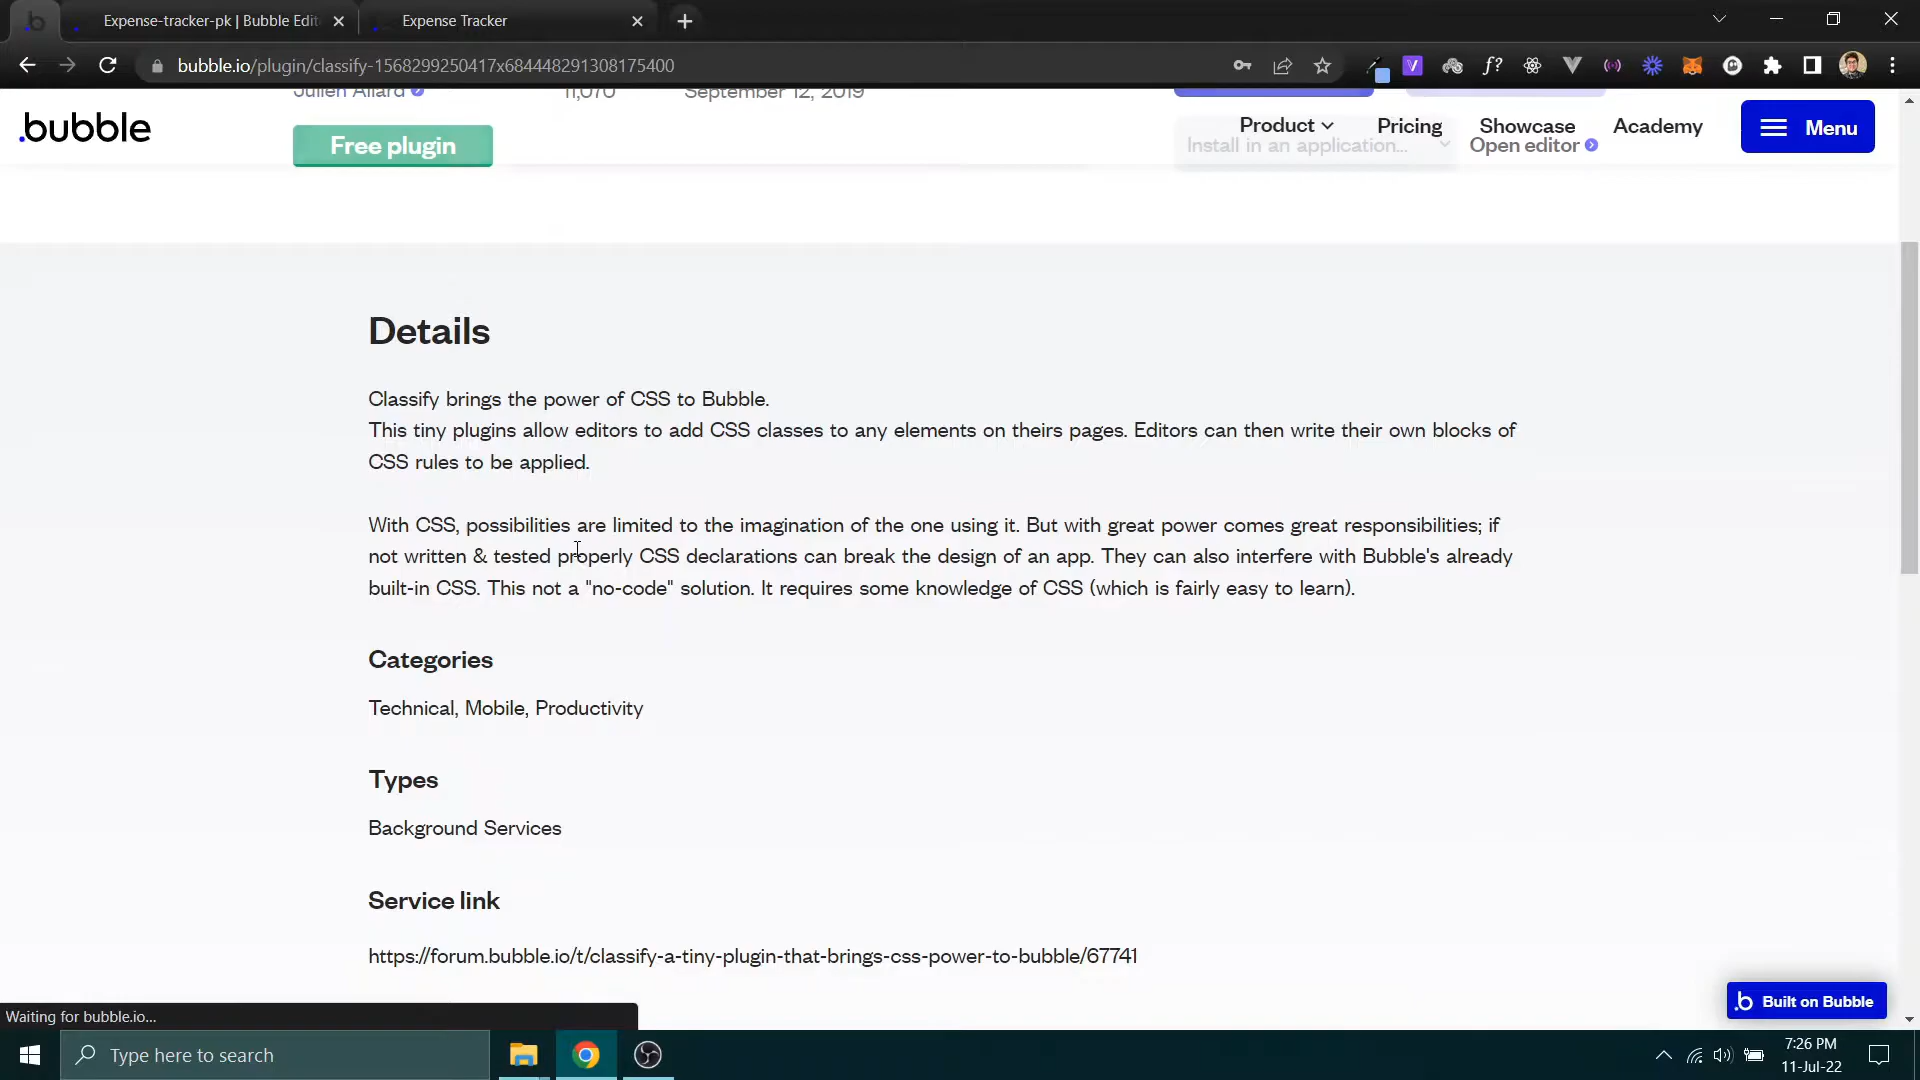 Expense-tracker-pk | Bubble Edit
Expense Tracker
bubble.io/plugin/classify-1568299250417x684448291308175400
Julien Allard
11,070
September 12, 2019
.bubble
Free plugin
Product
Pricing
Showcase
Academy
Menu
Install in an application...
Open editor
Details
Classify brings the power of CSS to Bubble.
This tiny plugins allow editors to add CSS classes to any elements on theirs pages. Editors can then write their own blocks of
CSS rules to be applied.
With CSS, possibilities are limited to the imagination of the one using it. But with great power comes great responsibilities; if
not written & tested properly CSS declarations can break the design of an app. They can also interfere with Bubble's already
built-in CSS. This not a "no-code" solution. It requires some knowledge of CSS (which is fairly easy to learn).
Categories
Technical, Mobile, Productivity
Types
Background Services
Service link
https://forum.bubble.io/t/classify-a-tiny-plugin-that-brings-css-power-to-bubble/67741
Built on Bubble
Waiting for bubble.io...
Type here to search
7:26 PM
11-Jul-22